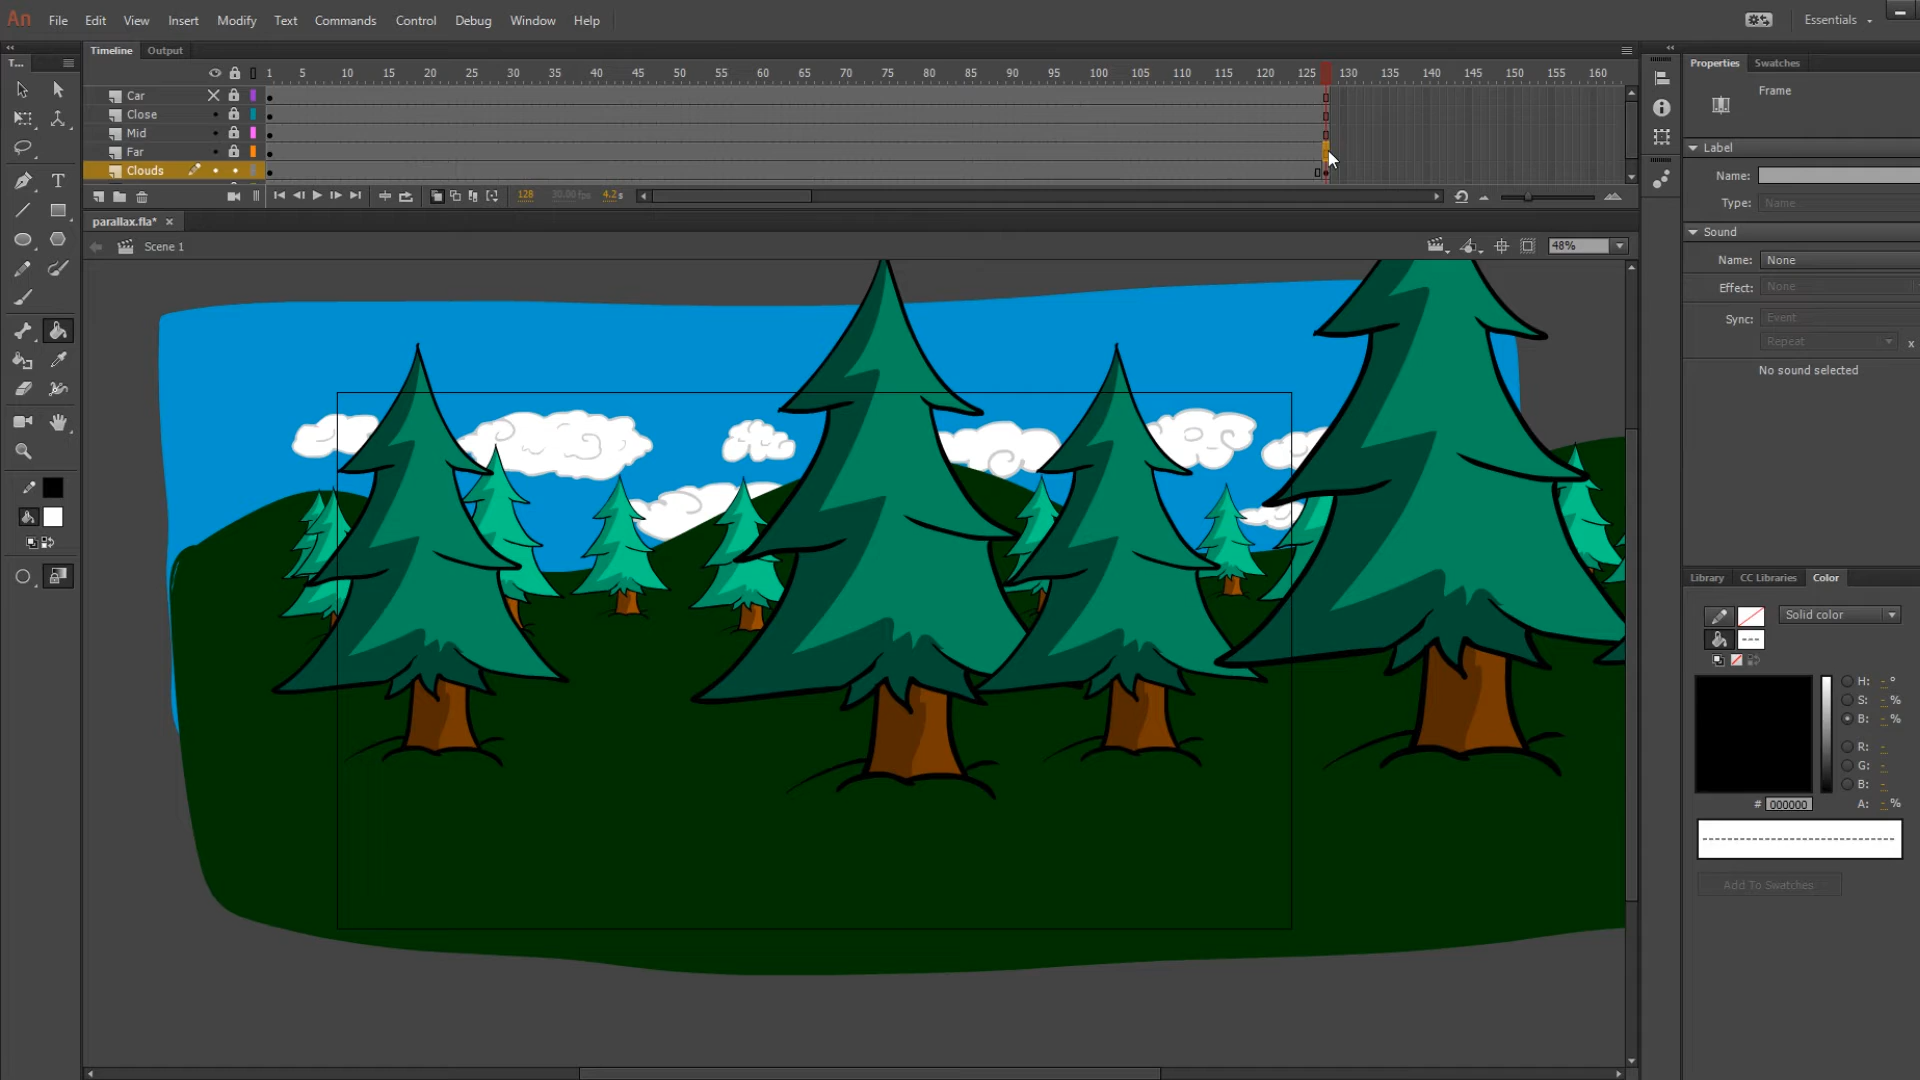 An File Edit View Insert Modify Text Commands Control Debug Window Help Essentials
Timeline Output
T... Properties Swatches
1 5 10 15 20 25 30 35 40 45 50 55 60 65 70 75 80 85 90 95 100 105 110 115 120 125 130 135 140 145 150 155 160
Frame
Car
Close
Mid
Far
Clouds
Label
Name:
Type: Name...
128 30.00 fps 4.2 s
parallax.fla* x
Scene 1 48%
Sound
Name: None
Effect: None
Sync: Event
Repeat x
No sound selected
Library CC Libraries Color
Solid color
H: - °
S: - %
B: - %
R: -
G: -
B: -
# 000000 A: - %
Add To Swatches